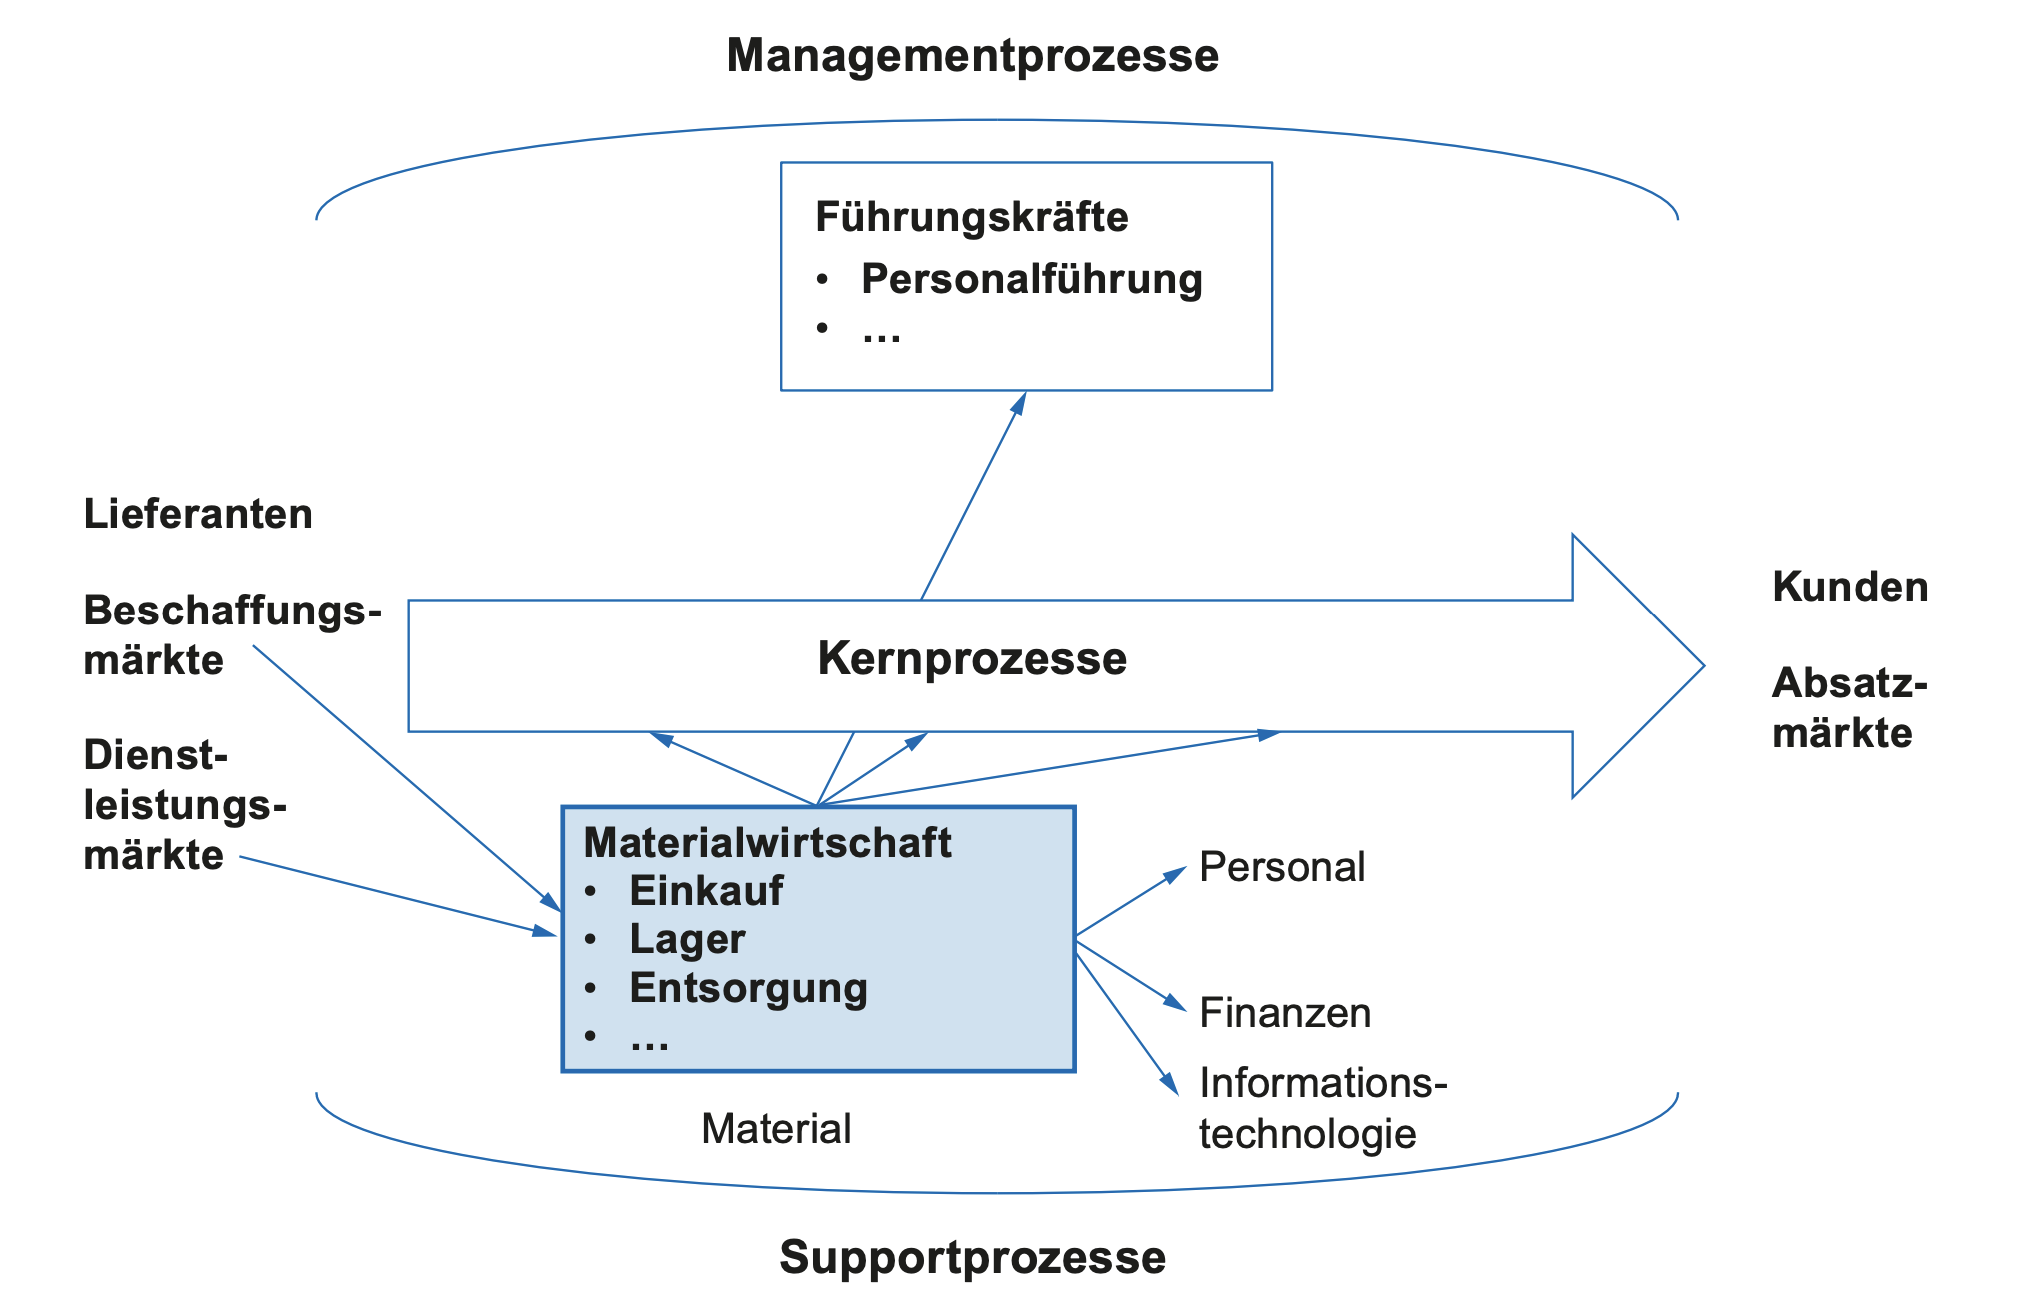 Managementprozesse
Führungskräfte
• Personalführung
• …
Lieferanten
Beschaffungs-
märkte
Dienst-
leistungs-
märkte
Kernprozesse
Kunden
Absatz-
märkte
Materialwirtschaft
• Einkauf
• Lager
• Entsorgung
• …
Material
Personal
Finanzen
Informations-
technologie
Supportprozesse